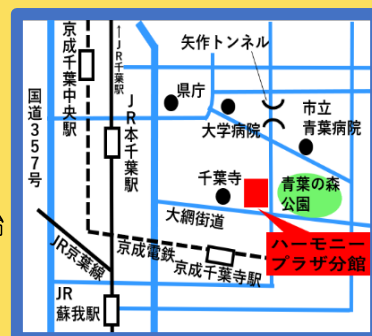 京成千葉中央駅
↑JR千葉駅
国道357号
JR本千葉駅
矢作トンネル
県庁
大学病院
市立
青葉病院
千葉寺
青葉の森
公園
大網街道
ハーモニー
プラザ分館
JR京葉線
京成電鉄
京成千葉寺駅
JR
蘇我駅